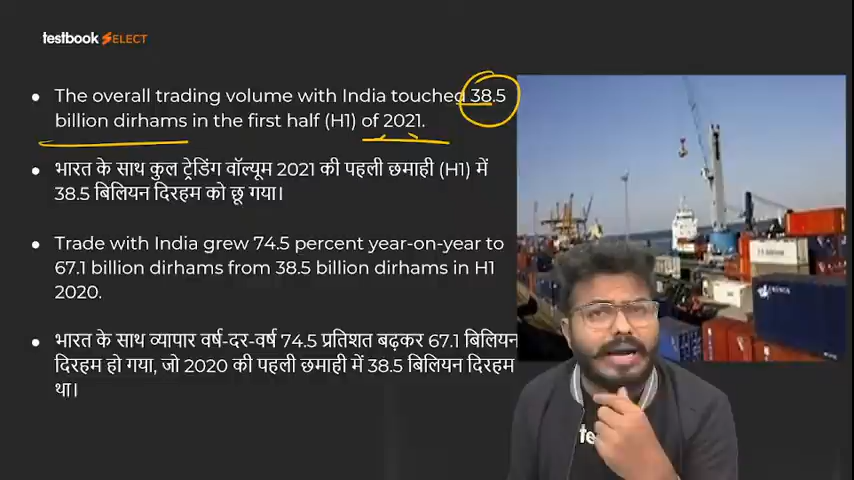 testbook SELECT
The overall trading volume with India touched 38.5
billion dirhams in the first half (H1) of 2021.
भारत के साथ कुल ट्रेडिंग वॉल्यूम 2021 की पहली छमाही (H1) में
38.5 बिलियन दिरहम को छू गया।
Trade with India grew 74.5 percent year-on-year to
67.1 billion dirhams from 38.5 billion dirhams in H1
2020.
भारत के साथ व्यापार वर्ष-दर-वर्ष 74.5 प्रतिशत बढ़कर 67.1 बिलियन
दिरहम हो गया, जो 2020 की पहली छमाही में 38.5 बिलियन दिरहम
था।